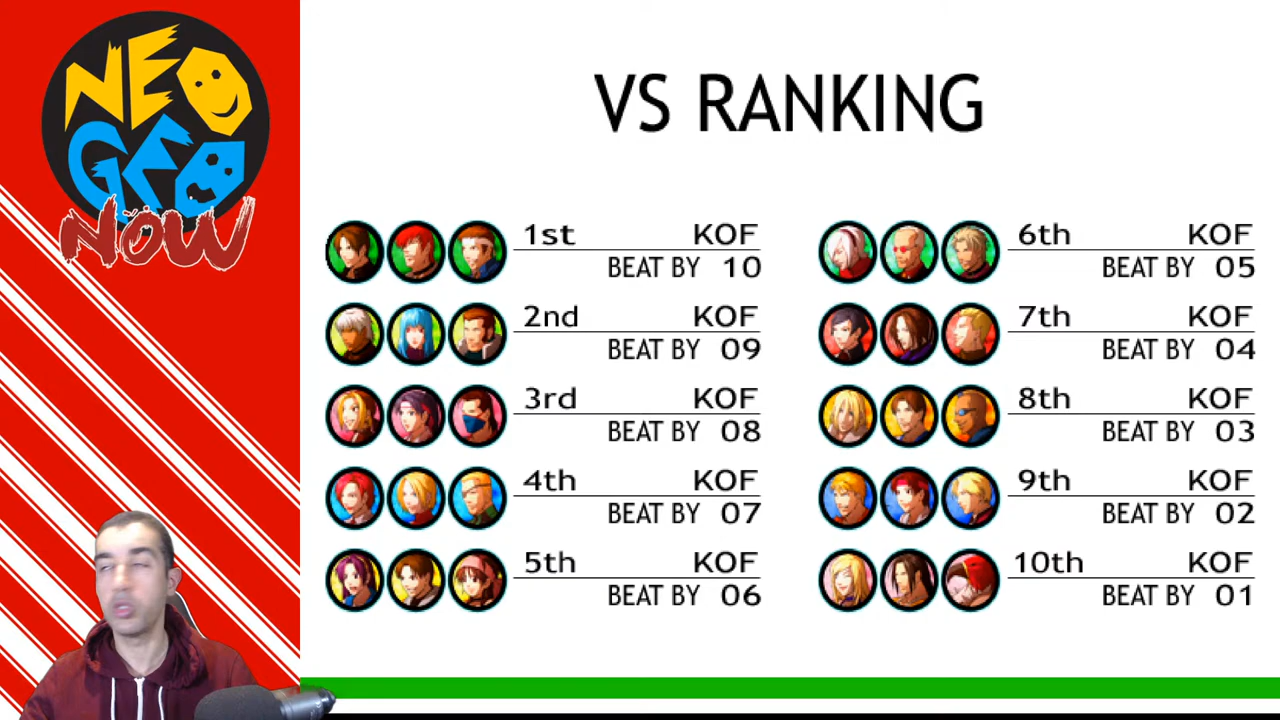 NEO
GEO
NOW
VS RANKING
1st KOF
BEAT BY 10
2nd KOF
BEAT BY 09
3rd KOF
BEAT BY 08
4th KOF
BEAT BY 07
5th KOF
BEAT BY 06
6th KOF
BEAT BY 05
7th KOF
BEAT BY 04
8th KOF
BEAT BY 03
9th KOF
BEAT BY 02
10th KOF
BEAT BY 01